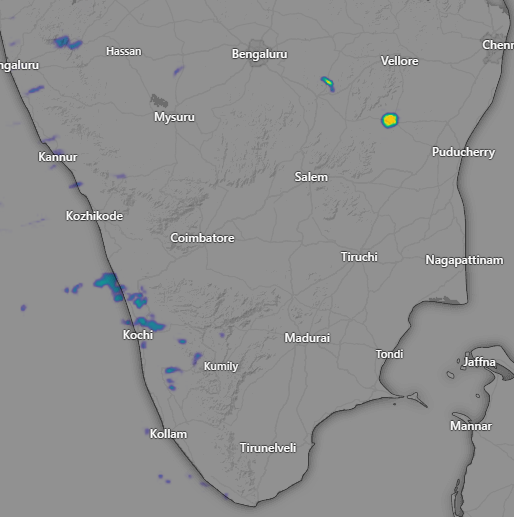 Hassan
Bengaluru
Chenn
ngaluru
Vellore
Mysuru
Kannur
Puducherry
Salem
Kozhikode
Coimbatore
Tiruchi
Nagapattinam
Kochi
Madurai
Tondi
Kumily
Jaffna
Mannar
Kollam
Tirunelveli